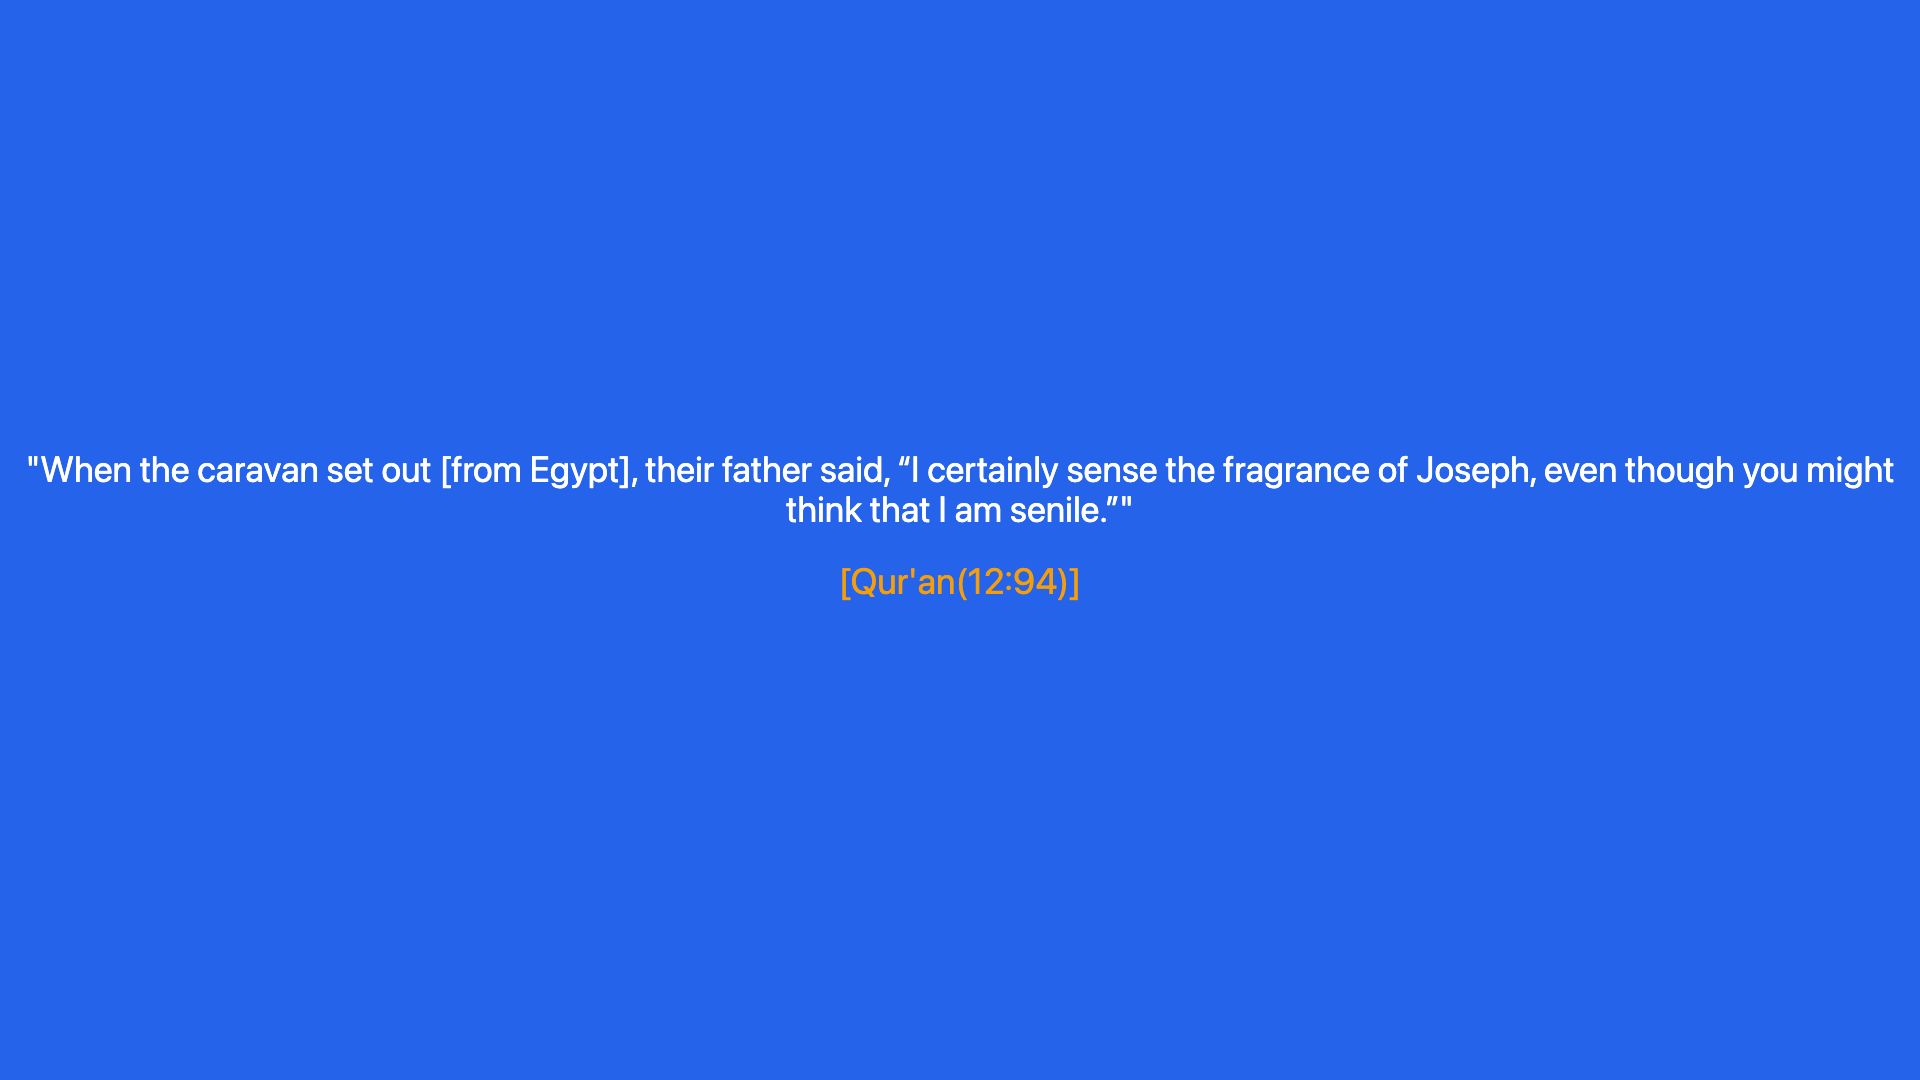 "When the caravan set out [from Egypt], their father said, “I certainly sense the fragrance of Joseph, even though you might
think that I am senile.”"
[Qur'an(12:94)]